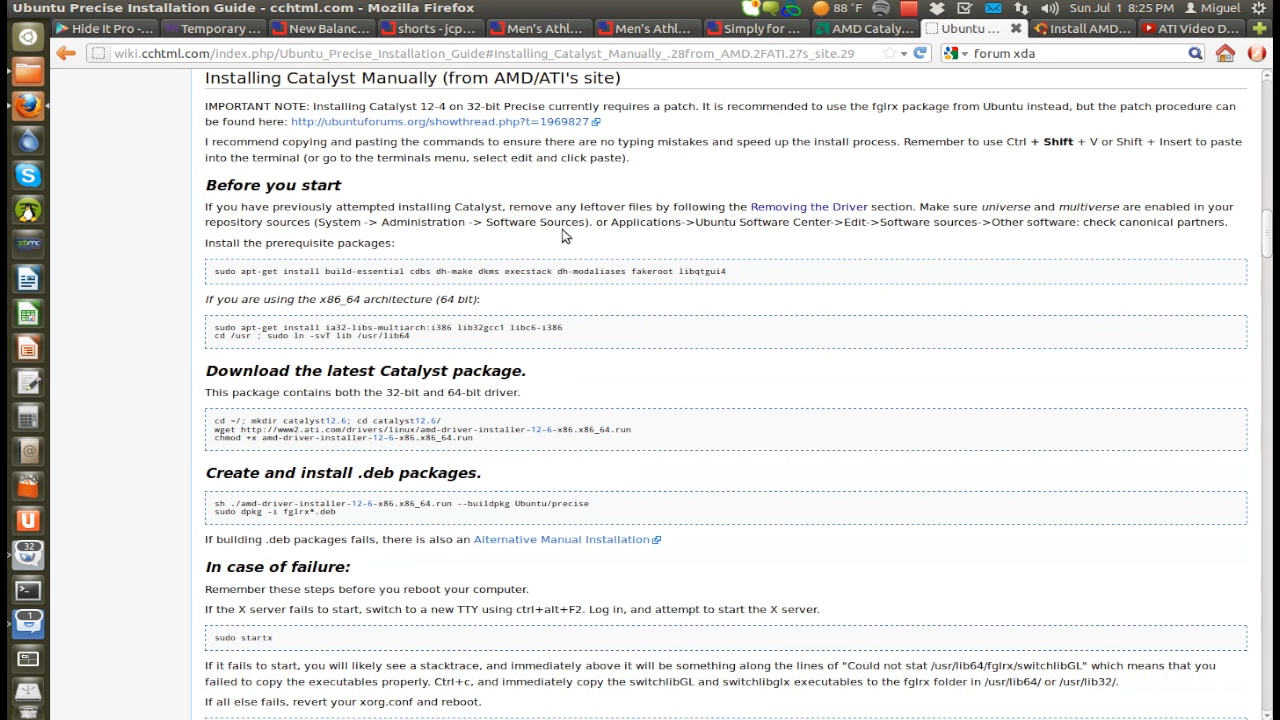 Ubuntu Precise Installation Guide - cchtml.com - Mozilla Firefox
88 °F
Sun Jul 1 8:25 PM
Miguel
Hide It Pro -...
Temporary ...
New Balanc...
shorts - jcp...
Men's Athl...
Men's Athl...
Simply for ...
AMD Cataly...
Ubuntu ...
Install AMD...
ATI Video D...
wiki.cchtml.com/index.php/Ubuntu_Precise_Installation_Guide#Installing_Catalyst_Manually_.28from_AMD.2FATI.27s_site.29
forum xda
Installing Catalyst Manually (from AMD/ATI's site)
IMPORTANT NOTE: Installing Catalyst 12-4 on 32-bit Precise currently requires a patch. It is recommended to use the fglrx package from Ubuntu instead, but the patch procedure can
be found here: http://ubuntuforums.org/showthread.php?t=1969827
I recommend copying and pasting the commands to ensure there are no typing mistakes and speed up the install process. Remember to use Ctrl + Shift + V or Shift + Insert to paste
into the terminal (or go to the terminals menu, select edit and click paste).
Before you start
If you have previously attempted installing Catalyst, remove any leftover files by following the Removing the Driver section. Make sure universe and multiverse are enabled in your
repository sources (System -> Administration -> Software Sources). or Applications->Ubuntu Software Center->Edit->Software sources->Other software: check canonical partners.
Install the prerequisite packages:
sudo apt-get install build-essential cdbs dh-make dkms execstack dh-modaliases fakeroot libqtgui4
If you are using the x86_64 architecture (64 bit):
sudo apt-get install ia32-libs-multiarch:i386 lib32gcc1 libc6-i386
cd /usr ; sudo ln -svT lib /usr/lib64
Download the latest Catalyst package.
This package contains both the 32-bit and 64-bit driver.
cd ~/; mkdir catalyst12.6; cd catalyst12.6/
wget http://www2.ati.com/drivers/linux/amd-driver-installer-12-6-x86.x86_64.run
chmod +x amd-driver-installer-12-6-x86.x86_64.run
Create and install .deb packages.
sh ./amd-driver-installer-12-6-x86.x86_64.run --buildpkg Ubuntu/precise
sudo dpkg -i fglrx*.deb
If building .deb packages fails, there is also an Alternative Manual Installation
32
In case of failure:
Remember these steps before you reboot your computer.
If the X server fails to start, switch to a new TTY using ctrl+alt+F2. Log in, and attempt to start the X server.
1
sudo startx
If it fails to start, you will likely see a stacktrace, and immediately above it will be something along the lines of "Could not stat /usr/lib64/fglrx/switchlibGL" which means that you
failed to copy the executables properly. Ctrl+c, and immediately copy the switchlibGL and switchlibglx executables to the fglrx folder in /usr/lib64/ or /usr/lib32/.
If all else fails, revert your xorg.conf and reboot.